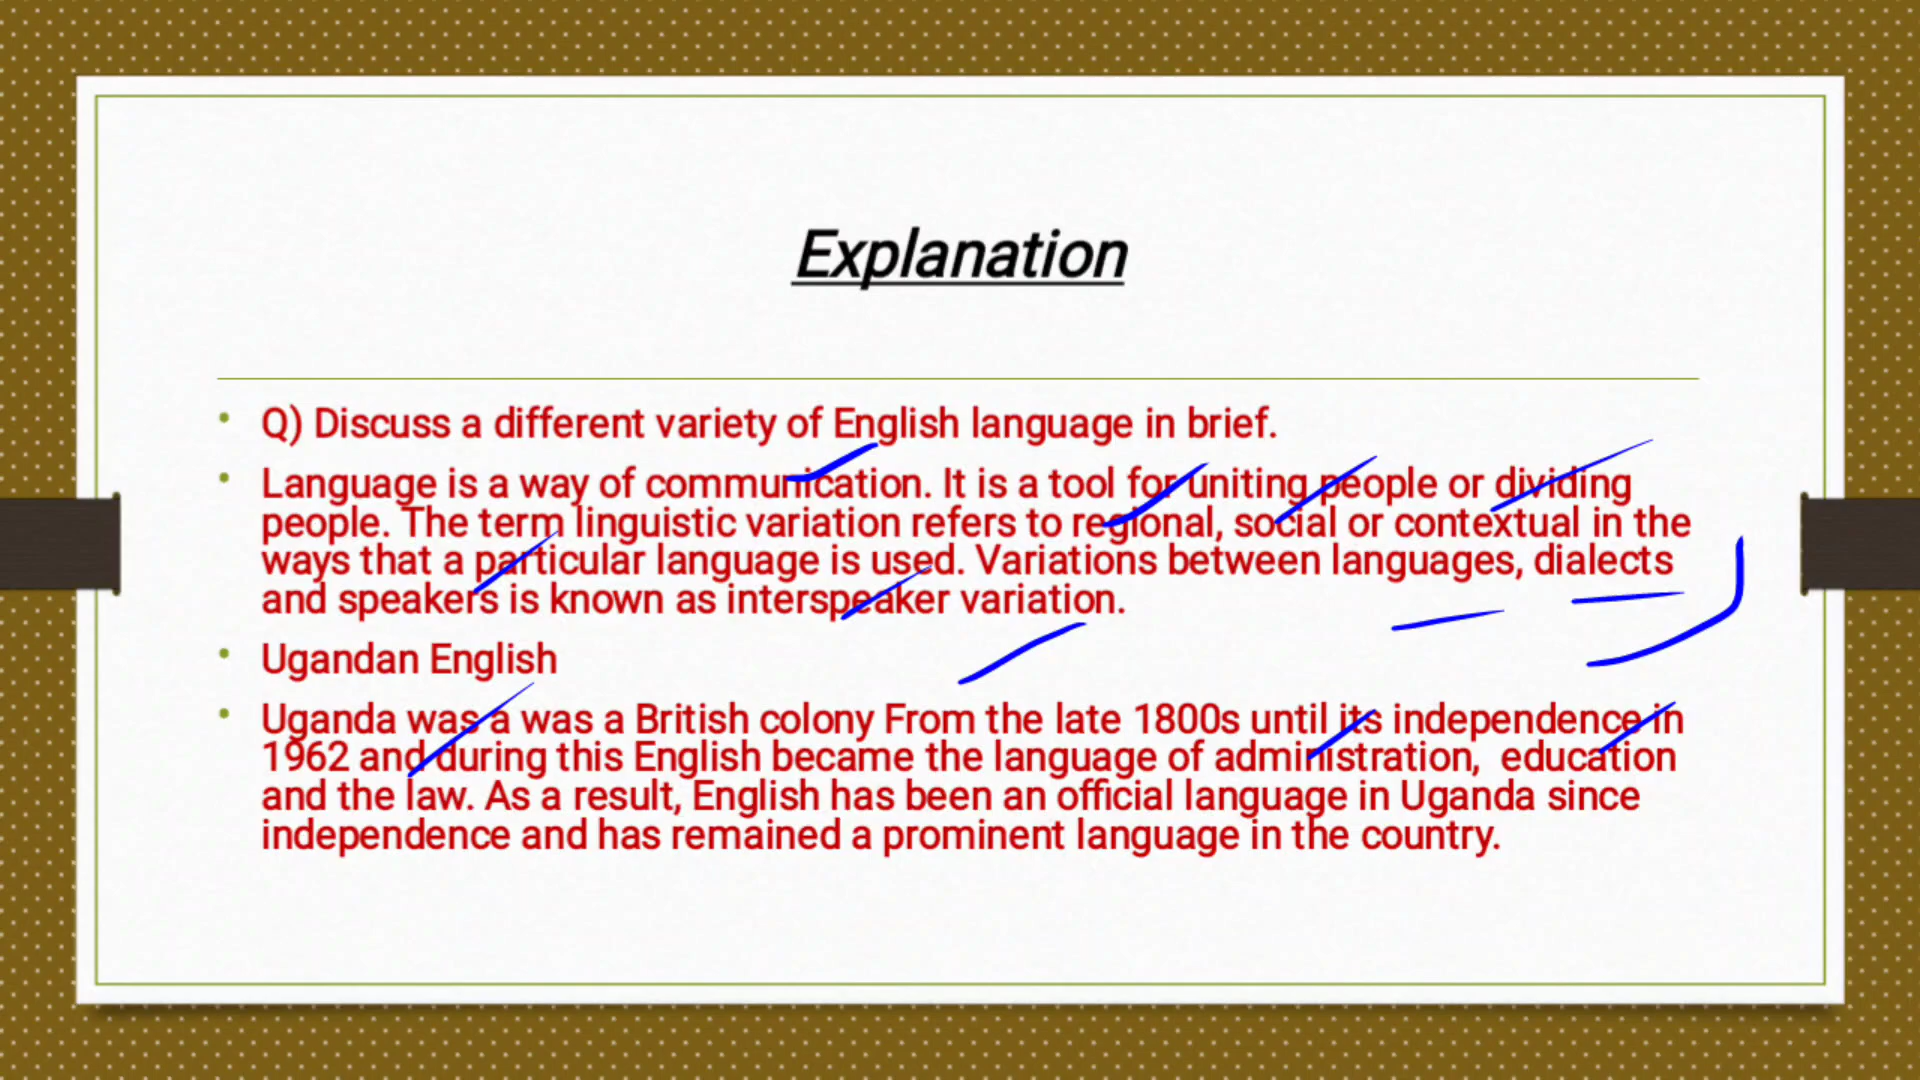 Explanation
• Q) Discuss a different variety of English language in brief.
• Language is a way of communication. It is a tool for uniting people or dividing
people. The term linguistic variation refers to regional, social or contextual in the
ways that a particular language is used. Variations between languages, dialects
and speakers is known as interspeaker variation.
• Ugandan English
• Uganda was a was a British colony From the late 1800s until its independence in
1962 and during this English became the language of administration,  education
and the law. As a result, English has been an official language in Uganda since
independence and has remained a prominent language in the country.